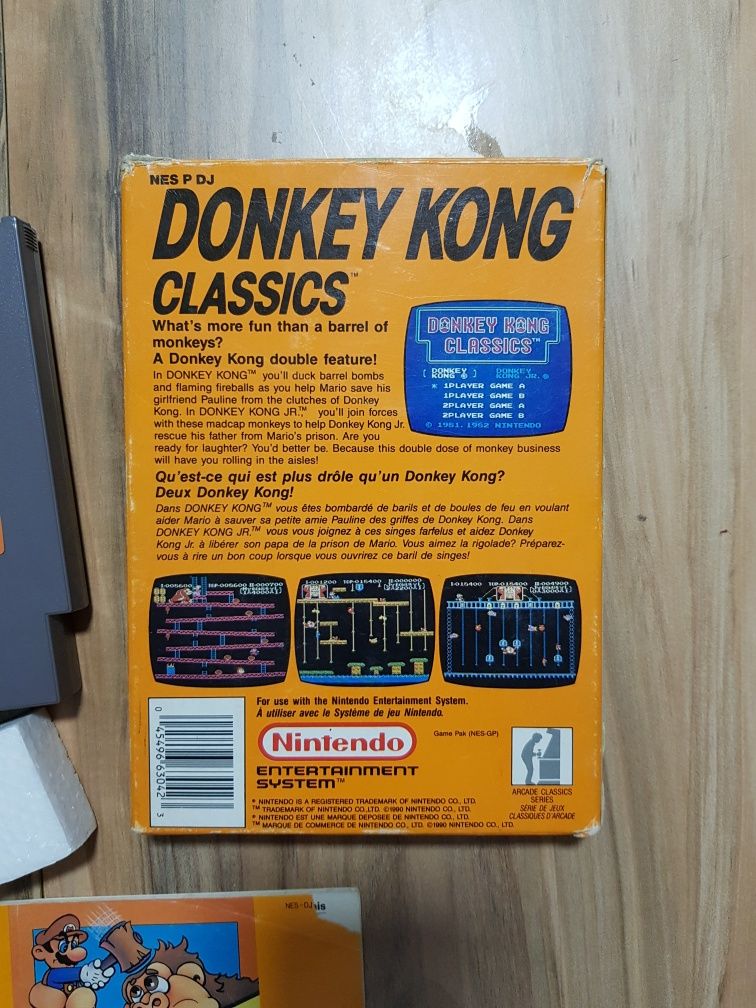 NES P DJ
DONKEY KONG
CLASSICS™
What's more fun than a barrel of
monkeys?
A Donkey Kong double feature!
In DONKEY KONG™ you'll duck barrel bombs
and flaming fireballs as you help Mario save his
girlfriend Pauline from the clutches of Donkey
Kong. In DONKEY KONG JR.™ you'll join forces
with these madcap monkeys to help Donkey Kong Jr.
rescue his father from Mario's prison. Are you
ready for laughter? You'd better be. Because this double dose of monkey business
will have you rolling in the aisles!
DONKEY KONG
CLASSICS™
DONKEY
KONG
DONKEY
KONG JR.
1PLAYER GAME A
1PLAYER GAME B
2PLAYER GAME A
2PLAYER GAME B
© 1981, 1982 NINTENDO
Qu'est-ce qui est plus drôle qu'un Donkey Kong?
Deux Donkey Kong!
Dans DONKEY KONG™ vous êtes bombardé de barils et de boules de feu en voulant
aider Mario à sauver sa petite amie Pauline des griffes de Donkey Kong. Dans
DONKEY KONG JR.™ vous vous joignez à ces singes farfelus et aidez Donkey
Kong Jr. à libérer son papa de la prison de Mario. Vous aimez la rigolade? Préparez-
vous à rire un bon coup lorsque vous ouvrirez ce baril de singes!
For use with the Nintendo Entertainment System.
À utiliser avec le Système de jeu Nintendo.
Nintendo
Game Pak (NES-GP)
ENTERTAINMENT
SYSTEM™
0 45496 63042 3
ARCADE CLASSICS
SERIES
SÉRIE DE JEUX
CLASSIQUES D'ARCADE
® NINTENDO IS A REGISTERED TRADEMARK OF NINTENDO CO., LTD.
™ TRADEMARK OF NINTENDO CO., LTD. ©1990 NINTENDO CO., LTD.
® NINTENDO EST UNE MARQUE DEPOSEE DE NINTENDO CO., LTD.
™ MARQUE DE COMMERCE DE NINTENDO CO., LTD. ©1990 NINTENDO CO., LTD.
NES-DJ